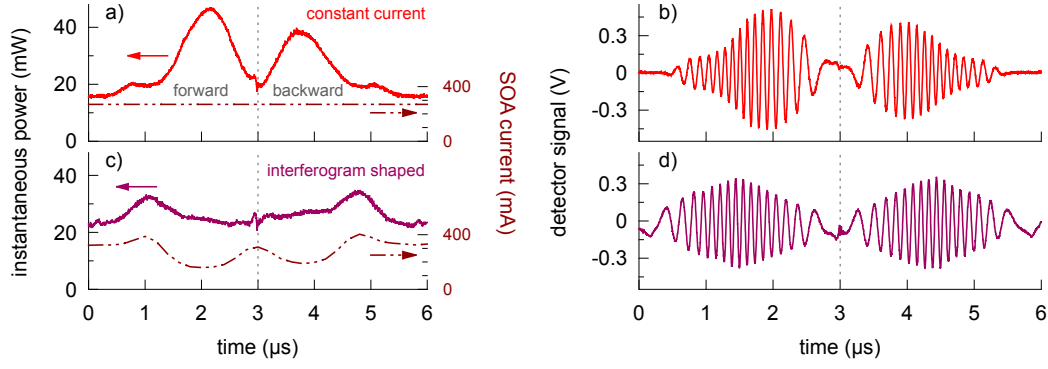 a)
constant current
forward
backward
40
20
0
400
0
c)
interferogram shaped
40
20
0
400
0
0 1 2 3 4 5 6
time (µs)
instantaneous power (mW)
SOA current (mA)
b)
0.3
0
-0.3
d)
0.3
0
-0.3
0 1 2 3 4 5 6
time (µs)
detector signal (V)